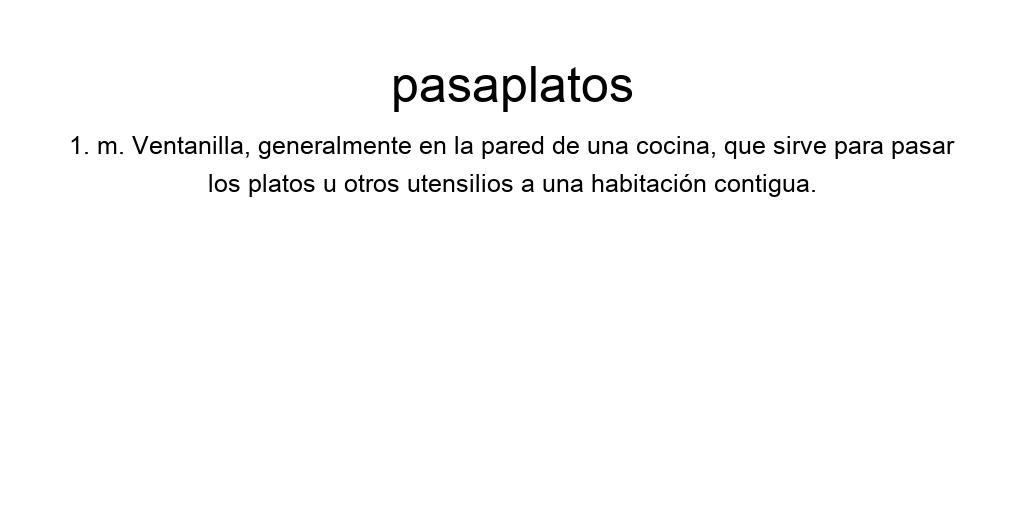 pasaplatos
1. m. Ventanilla, generalmente en la pared de una cocina, que sirve para pasar
los platos u otros utensilios a una habitación contigua.